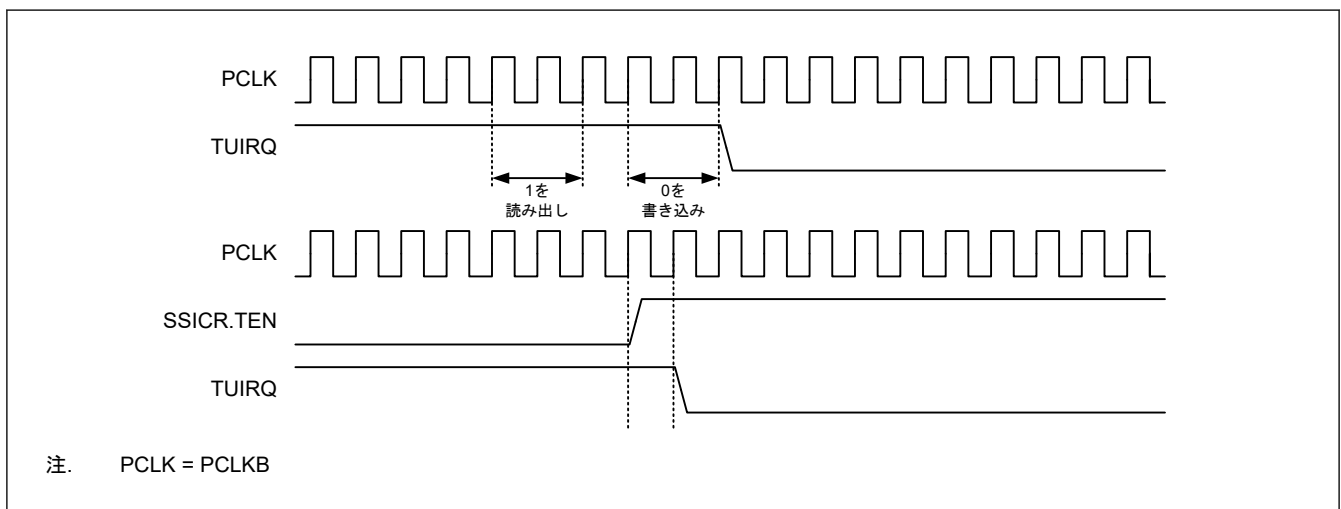 PCLK
TUIRQ
1を
読み出し
0を
書き込み
PCLK
SSICR.TEN
TUIRQ
注. PCLK = PCLKB